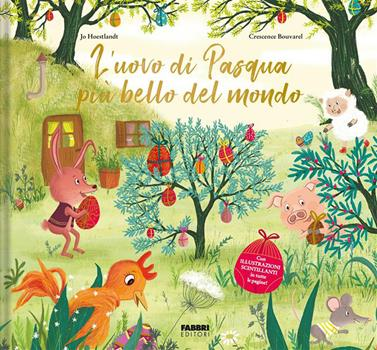 Jo Hoestlandt
Crescence Bouvarel
L'uovo di Pasqua
più bello del mondo
Con
ILLUSTRAZIONI
SCINTILLANTI
in tutte
le pagine!
FABBRI
EDITORI